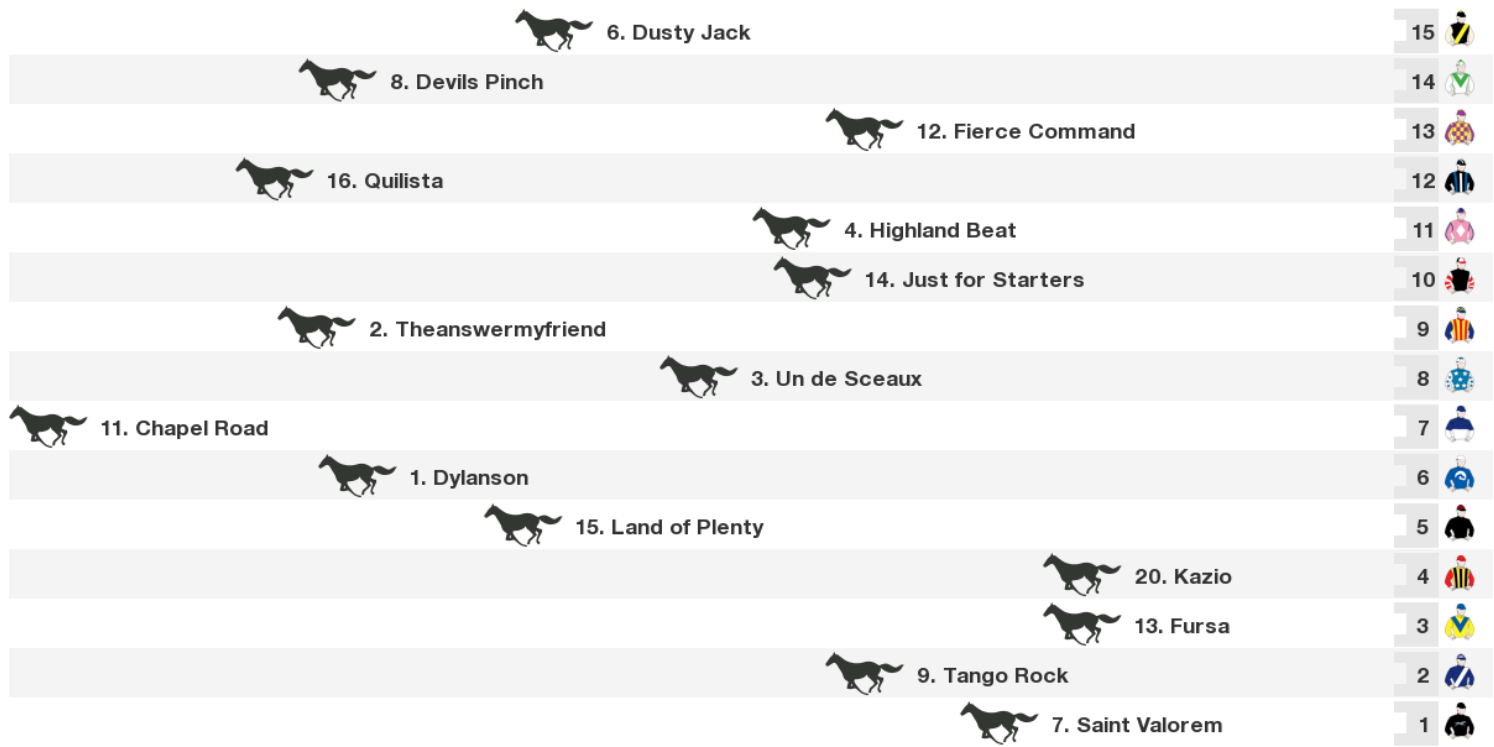 6. Dusty Jack 15
8. Devils Pinch 14
12. Fierce Command 13
16. Quilista 12
4. Highland Beat 11
14. Just for Starters 10
2. Theanswermyfriend 9
3. Un de Sceaux 8
11. Chapel Road 7
1. Dylanson 6
15. Land of Plenty 5
20. Kazio 4
13. Fursa 3
9. Tango Rock 2
7. Saint Valorem 1